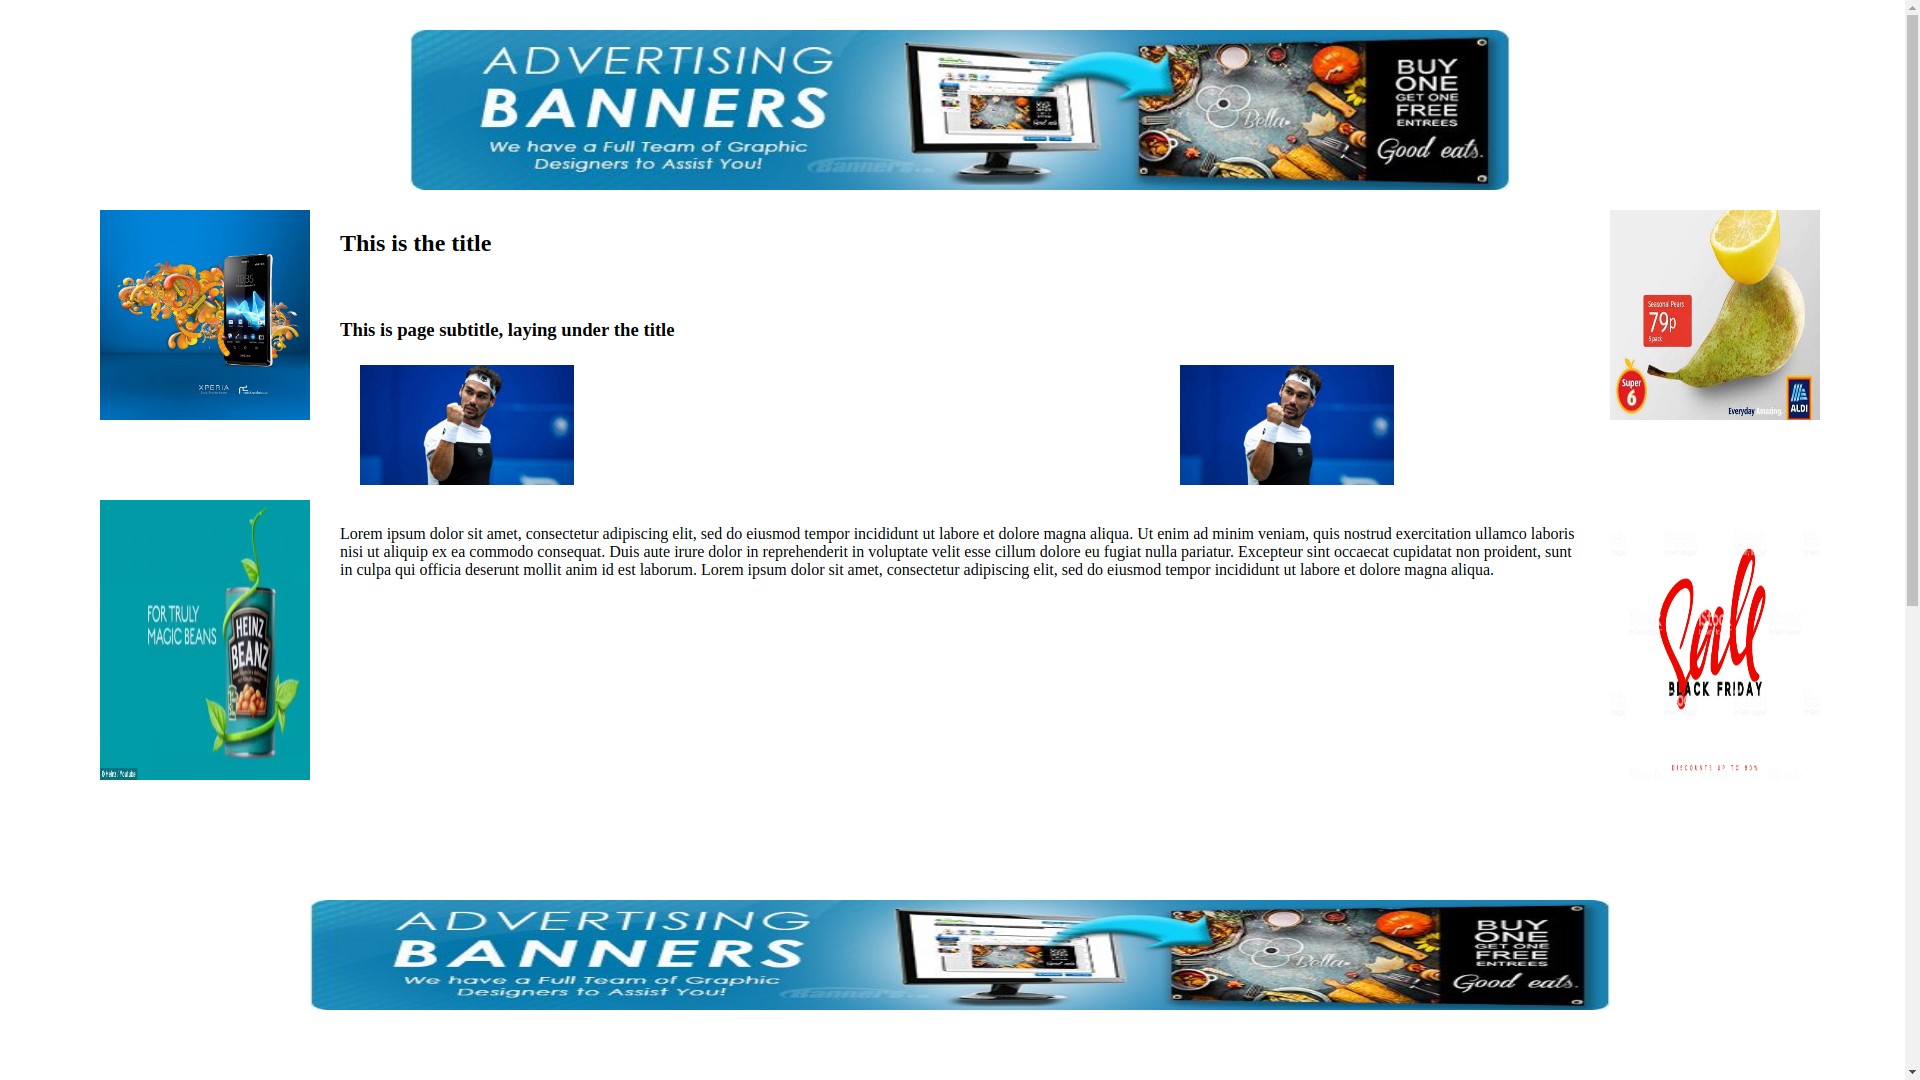 ADVERTISING
BANNERS
We have a Full Team of Graphic
Designers to Assist You!
Banners
Bella
BUY
ONE
GET ONE
FREE
ENTREES
Good eats.
This is the title
This is page subtitle, laying under the title
XPERIA
Seasonal Pears
79p
5 pack
Super
6
Everyday Amazing.
ALDI
Lorem ipsum dolor sit amet, consectetur adipiscing elit, sed do eiusmod tempor incididunt ut labore et dolore magna aliqua. Ut enim ad minim veniam, quis nostrud exercitation ullamco laboris
nisi ut aliquip ex ea commodo consequat. Duis aute irure dolor in reprehenderit in voluptate velit esse cillum dolore eu fugiat nulla pariatur. Excepteur sint occaecat cupidatat non proident, sunt
in culpa qui officia deserunt mollit anim id est laborum. Lorem ipsum dolor sit amet, consectetur adipiscing elit, sed do eiusmod tempor incididunt ut labore et dolore magna aliqua.
FOR TRULY
MAGIC BEANS
HEINZ
BEANZ
© Heinz / Youtube
Sale
BLACK FRIDAY
DISCOUNTS UP TO 80%
ADVERTISING
BANNERS
We have a Full Team of Graphic
Designers to Assist You!
Banners
Bella
BUY
ONE
GET ONE
FREE
ENTREES
Good eats.